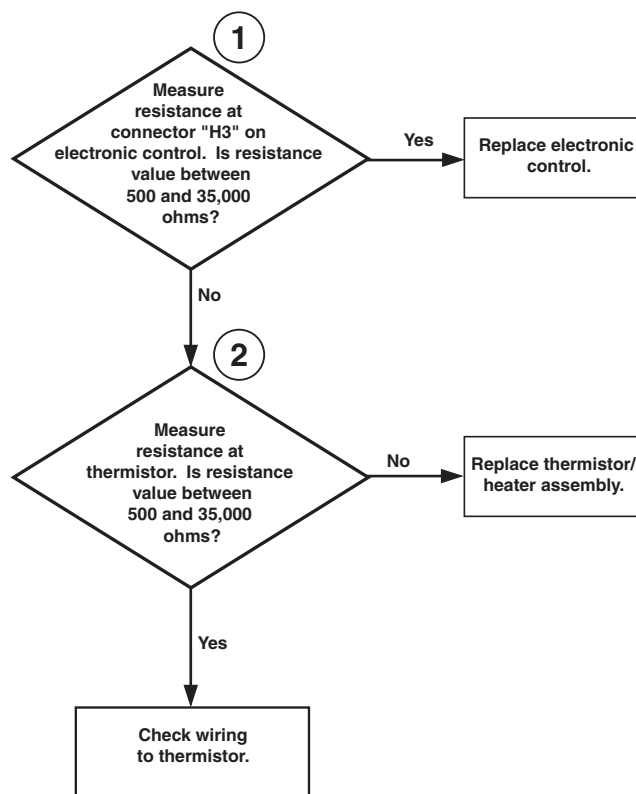 1
Measure
resistance at
connector "H3" on
electronic control. Is resistance
value between
500 and 35,000
ohms?
Yes
Replace electronic
control.
No
2
Measure
resistance at
thermistor. Is resistance
value between
500 and 35,000
ohms?
No
Replace thermistor/
heater assembly.
Yes
Check wiring
to thermistor.